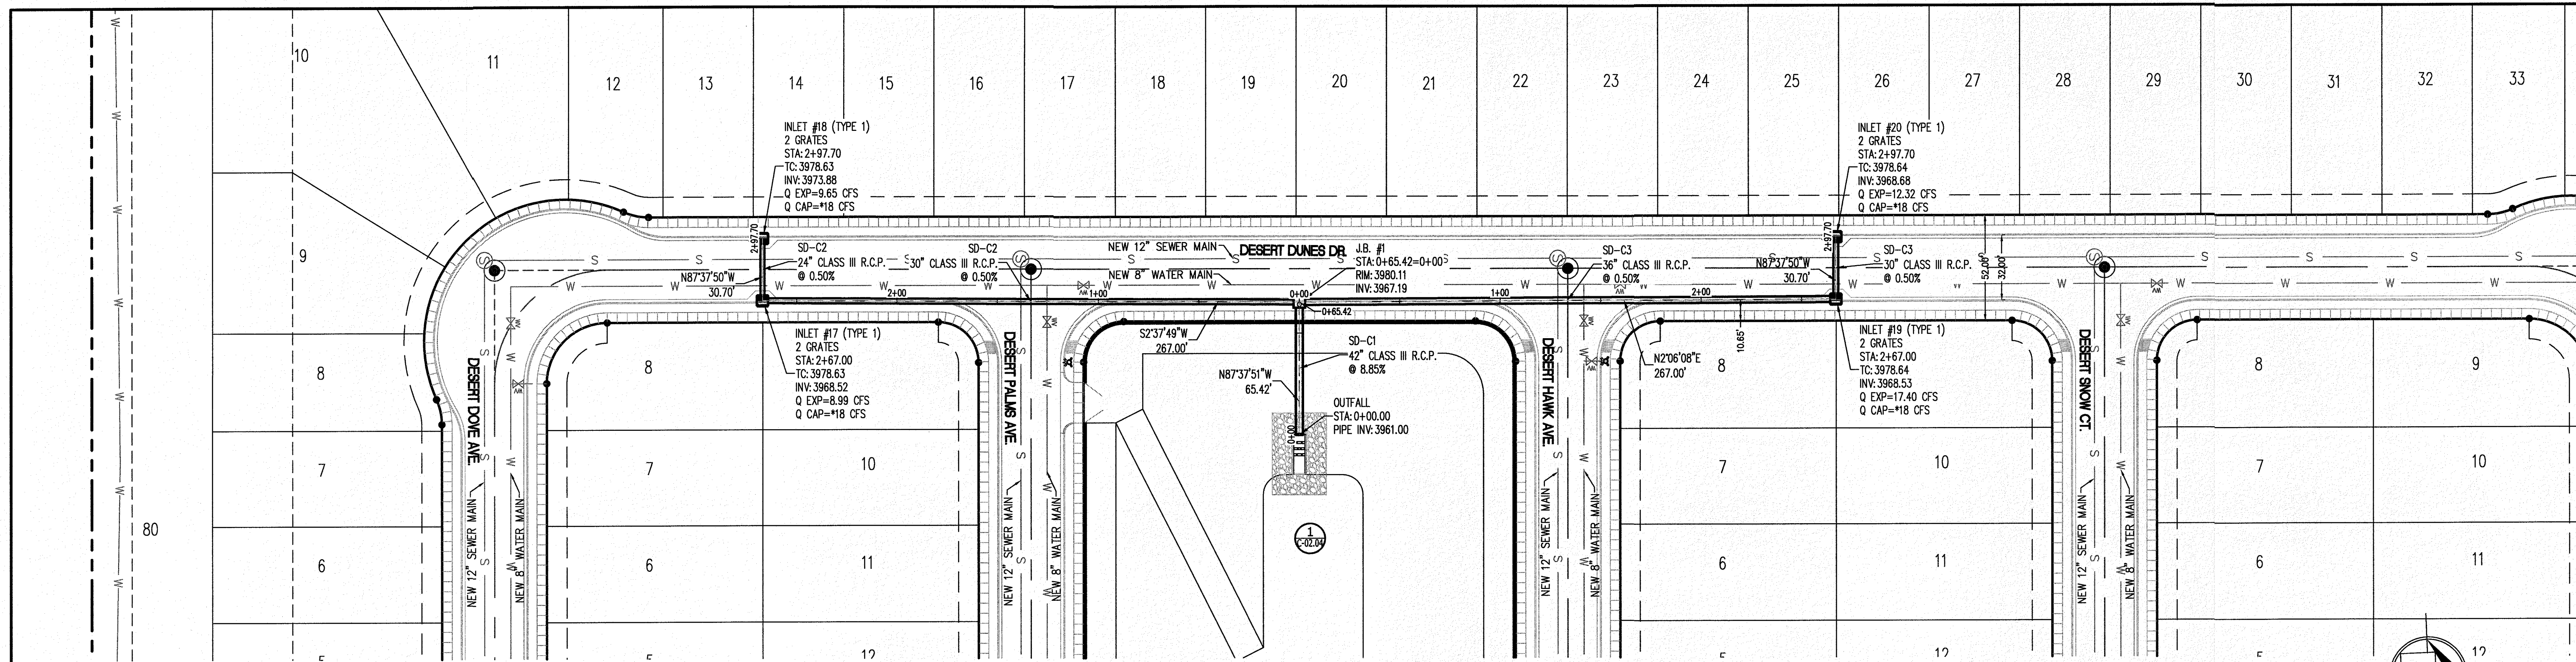 10
11
12
13
14
15
16
17
18
19
20
21
22
23
24
25
26
27
28
29
30
31
32
33
INLET #18 (TYPE 1)
2 GRATES
STA: 2+97.70
TC: 3978.63
INV: 3973.88
Q EXP=9.65 CFS
Q CAP=*18 CFS
INLET #20 (TYPE 1)
2 GRATES
STA: 2+97.70
TC: 3978.64
INV: 3968.68
Q EXP=12.32 CFS
Q CAP=*18 CFS
9
2+97.70
SD-C2
24" CLASS III R.C.P.
@ 0.50%
SD-C2
30" CLASS III R.C.P.
@ 0.50%
NEW 12" SEWER MAIN
DESERT DUNES DR.
NEW 8" WATER MAIN
J.B. #1
STA: 0+65.42=0+00
RIM: 3980.11
INV: 3967.19
SD-C3
36" CLASS III R.C.P.
@ 0.50%
2+97.70
SD-C3
30" CLASS III R.C.P.
@ 0.50%
N87°37'50"W
30.70'
N87°37'50"W
30.70'
52.00'
32.00'
2+00
1+00
0+00
1+00
2+00
0+65.42
INLET #17 (TYPE 1)
2 GRATES
STA: 2+67.00
TC: 3978.63
INV: 3968.52
Q EXP=8.99 CFS
Q CAP=*18 CFS
S2°37'49"W
267.00'
SD-C1
42" CLASS III R.C.P.
@ 8.85%
N87°37'51"W
65.42'
OUTFALL
STA: 0+00.00
PIPE INV: 3961.00
0+00
N2°06'08"E
267.00'
10.65'
INLET #19 (TYPE 1)
2 GRATES
STA: 2+67.00
TC: 3978.64
INV: 3968.53
Q EXP=17.40 CFS
Q CAP=*18 CFS
DESERT DOVE AVE.
DESERT PALMS AVE.
DESERT HAWK AVE.
DESERT SNOW CT.
8
8
8
8
9
7
7
10
7
10
7
10
80
1
C-02.04
NEW 12" SEWER MAIN
NEW 8" WATER MAIN
NEW 12" SEWER MAIN
NEW 8" WATER MAIN
NEW 12" SEWER MAIN
NEW 8" WATER MAIN
NEW 12" SEWER MAIN
NEW 8" WATER MAIN
6
6
11
6
11
6
11
5
5
12
5
12
5
12